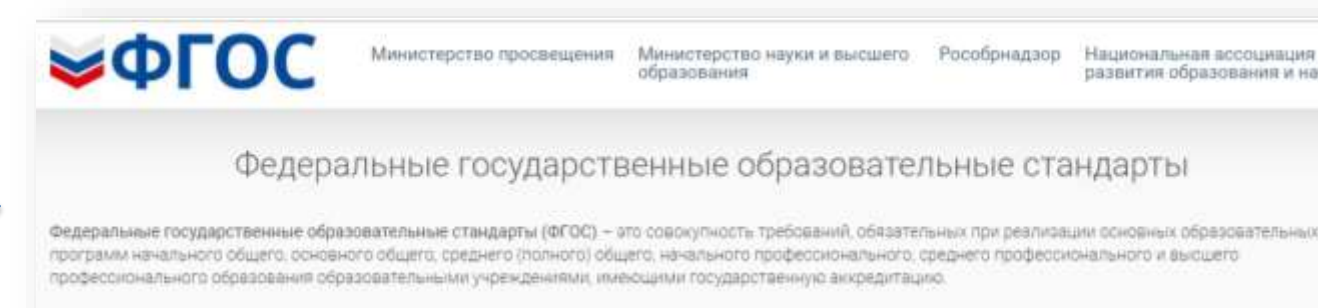 ФГОС
Министерство просвещения
Министерство науки и высшего
образования
Рособрнадзор
Национальная ассоциация
развития образования и на
Федеральные государственные образовательные стандарты
Федеральные государственные образовательные стандарты (ФГОС) – это совокупность требований, обязательных при реализации основных образовательных
программ начального общего, основного общего, среднего (полного) общего, начального профессионального, среднего профессионального и высшего
профессионального образования образовательными учреждениями, имеющими государственную аккредитацию.